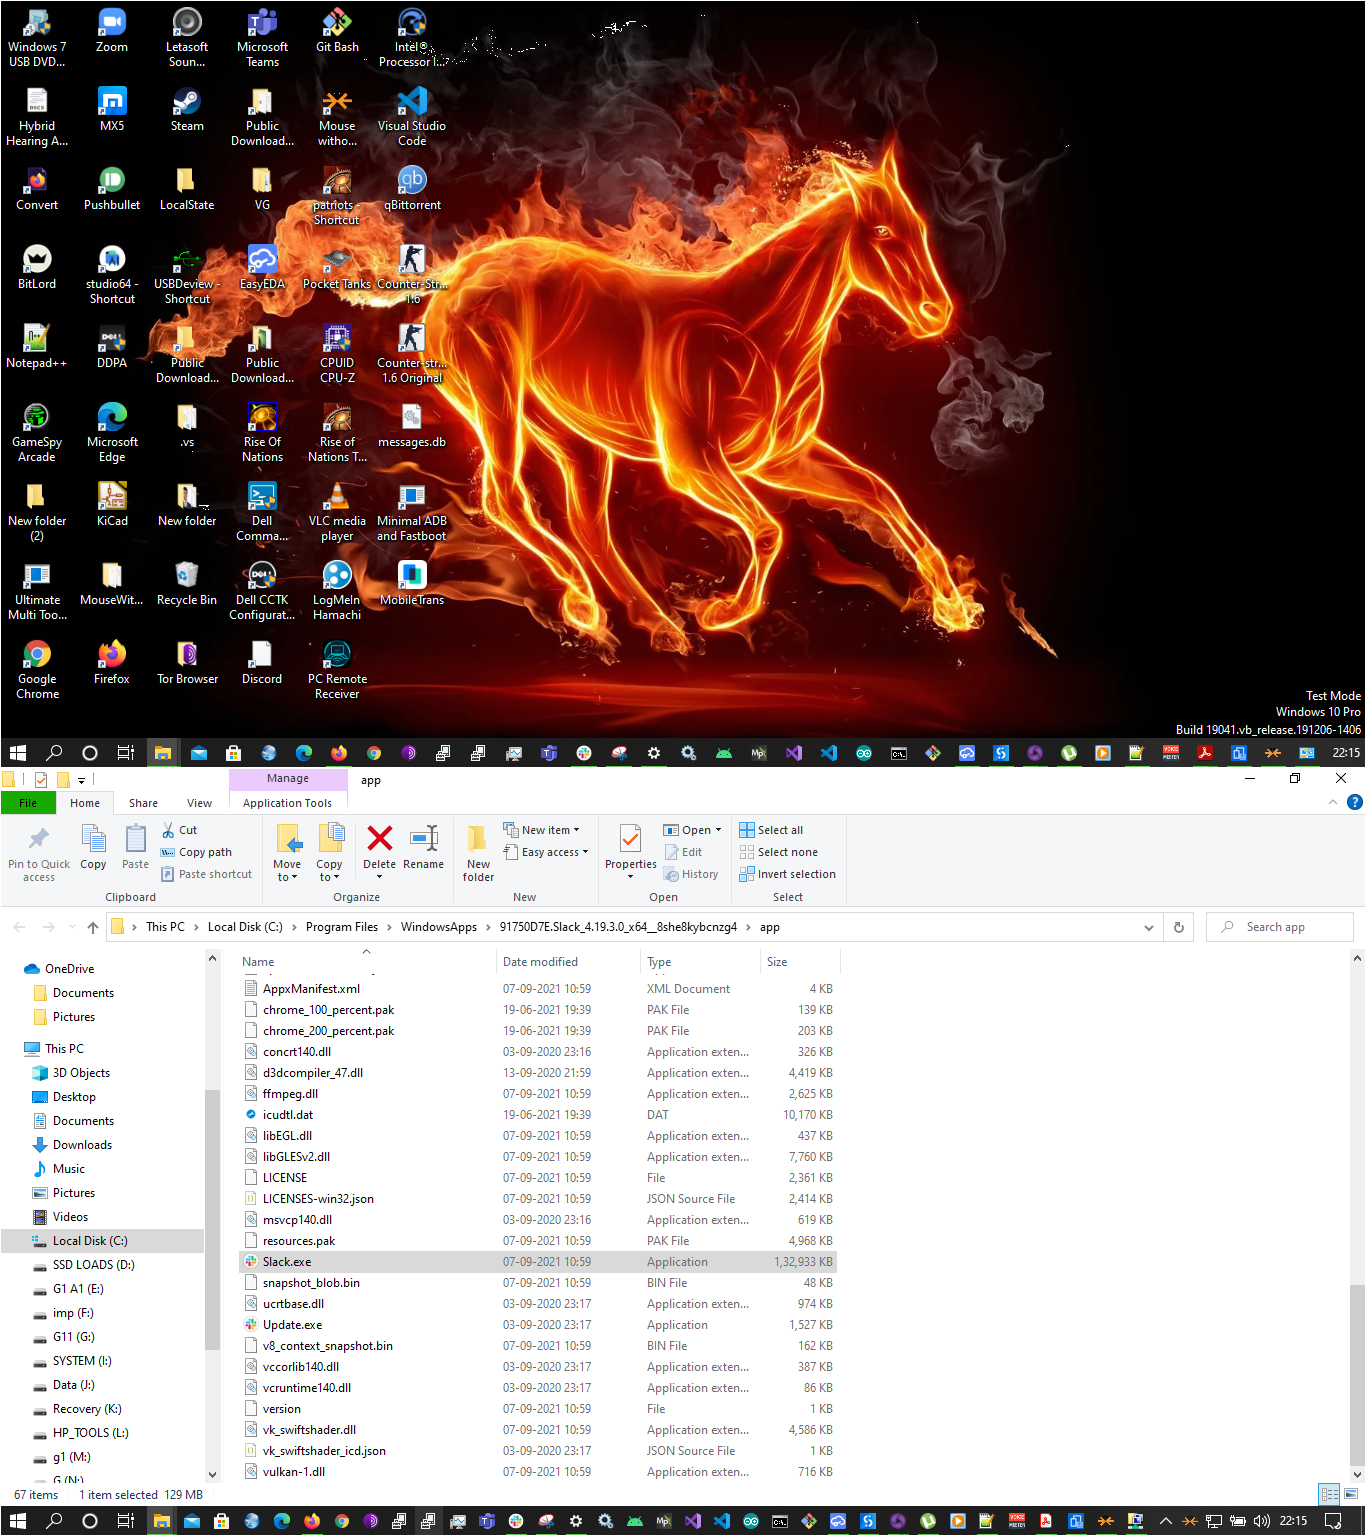 Windows 7
USB DVD...
Zoom
Letasoft
Soun...
Microsoft
Teams
Git Bash
Intel®
Processor I...
Hybrid
Hearing A...
MX5
Steam
Public
Download...
Mouse
witho...
Visual Studio
Code
Convert
Pushbullet
LocalState
VG
patriots -
Shortcut
qBittorrent
BitLord
studio64 -
Shortcut
USBDeview -
Shortcut
EasyEDA
Pocket Tanks
Counter-Str...
1.6
Notepad++
DDPA
Public
Download...
Public
Download...
CPUID
CPU-Z
Counter-str...
1.6 Original
GameSpy
Arcade
Microsoft
Edge
.vs
Rise Of
Nations
Rise of
Nations T...
messages.db
New folder
(2)
KiCad
New folder
Dell
Comma...
VLC media
player
Minimal ADB
and Fastboot
Ultimate
Multi Too...
MouseWit...
Recycle Bin
Dell CCTK
Configurat...
LogMeIn
Hamachi
MobileTrans
Google
Chrome
Firefox
Tor Browser
Discord
PC Remote
Receiver
Test Mode
Windows 10 Pro
Build 19041.vb_release.191206-1406
22:15
Manage
app
File
Home
Share
View
Application Tools
Pin to Quick
access
Copy
Paste
Cut
Copy path
Paste shortcut
Clipboard
Move
to
Copy
to
Delete
Rename
Organize
New
folder
New item
Easy access
New
Properties
Open
Edit
History
Open
Select all
Select none
Invert selection
Select
This PC > Local Disk (C:) > Program Files > WindowsApps > 91750D7E.Slack_4.19.3.0_x64__8she8kybcnzg4 > app
Search app
OneDrive
Documents
Pictures
This PC
3D Objects
Desktop
Documents
Downloads
Music
Pictures
Videos
Local Disk (C:)
SSD LOADS (D:)
G1 A1 (E:)
imp (F:)
G11 (G:)
SYSTEM (I:)
Data (J:)
Recovery (K:)
HP_TOOLS (L:)
g1 (M:)
G (N:)
Name Date modified Type Size
AppxManifest.xml 07-09-2021 10:59 XML Document 4 KB
chrome_100_percent.pak 19-06-2021 19:39 PAK File 139 KB
chrome_200_percent.pak 19-06-2021 19:39 PAK File 203 KB
concrt140.dll 03-09-2020 23:16 Application exten... 326 KB
d3dcompiler_47.dll 13-09-2020 21:59 Application exten... 4,419 KB
ffmpeg.dll 07-09-2021 10:59 Application exten... 2,625 KB
icudtl.dat 19-06-2021 19:39 DAT 10,170 KB
libEGL.dll 07-09-2021 10:59 Application exten... 437 KB
libGLESv2.dll 07-09-2021 10:59 Application exten... 7,760 KB
LICENSE 07-09-2021 10:59 File 2,361 KB
LICENSES-win32.json 07-09-2021 10:59 JSON Source File 2,414 KB
msvcp140.dll 03-09-2020 23:16 Application exten... 619 KB
resources.pak 07-09-2021 10:59 PAK File 4,968 KB
Slack.exe 07-09-2021 10:59 Application 1,32,933 KB
snapshot_blob.bin 07-09-2021 10:59 BIN File 48 KB
ucrtbase.dll 03-09-2020 23:17 Application exten... 974 KB
Update.exe 03-09-2020 23:17 Application 1,527 KB
v8_context_snapshot.bin 07-09-2021 10:59 BIN File 162 KB
vccorlib140.dll 03-09-2020 23:17 Application exten... 387 KB
vcruntime140.dll 03-09-2020 23:17 Application exten... 86 KB
version 07-09-2021 10:59 File 1 KB
vk_swiftshader.dll 07-09-2021 10:59 Application exten... 4,586 KB
vk_swiftshader_icd.json 03-09-2020 23:17 JSON Source File 1 KB
vulkan-1.dll 07-09-2021 10:59 Application exten... 716 KB
67 items 1 item selected 129 MB
22:15